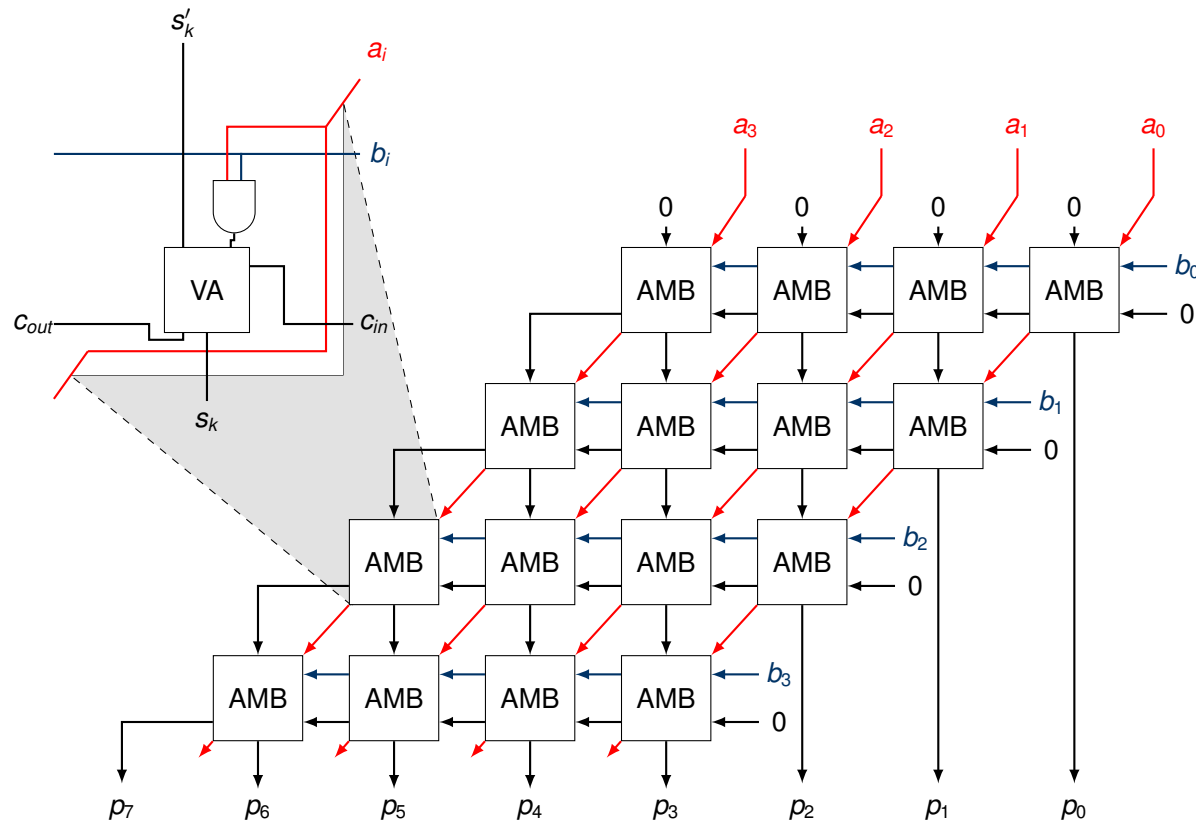 s′ₖ
aᵢ
bᵢ
VA
c_out
c_in
sₖ
a₃ a₂ a₁ a₀
0 0 0 0
AMB AMB AMB AMB b₀
0
AMB AMB AMB AMB b₁
0
AMB AMB AMB AMB b₂
0
AMB AMB AMB AMB b₃
0
p₇ p₆ p₅ p₄ p₃ p₂ p₁ p₀